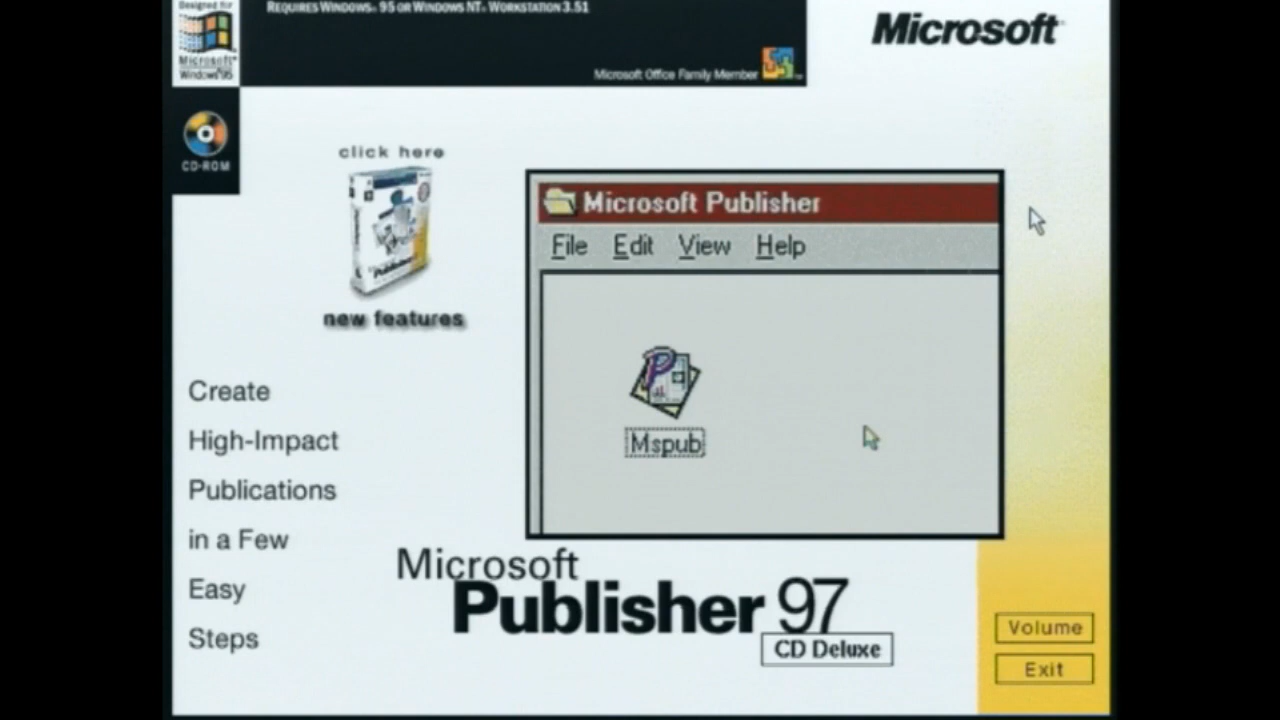 Designed for
Microsoft®
Windows®95
REQUIRES WINDOWS® 95 OR WINDOWS NT® WORKSTATION 3.51
Microsoft Office Family Member
Microsoft
CD-ROM
click here
Publisher
new features
Microsoft Publisher
File Edit View Help
Mspub
Create
High-Impact
Publications
in a Few
Easy
Steps
Microsoft
Publisher 97
CD Deluxe
Volume
Exit